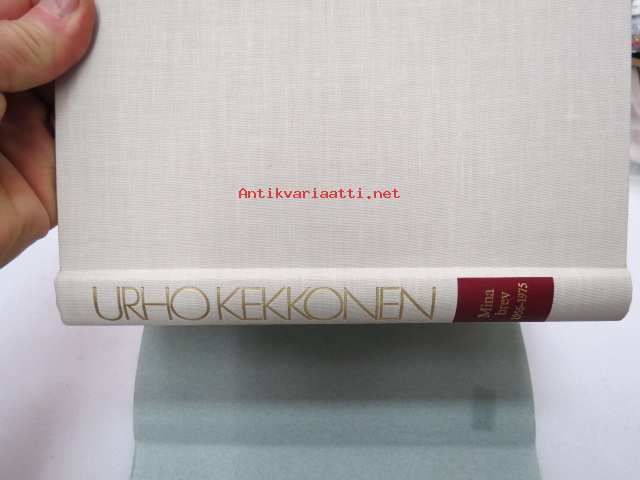 Antikvariaatti.net
URHO KEKKONEN
Mina
brev
1956-1975